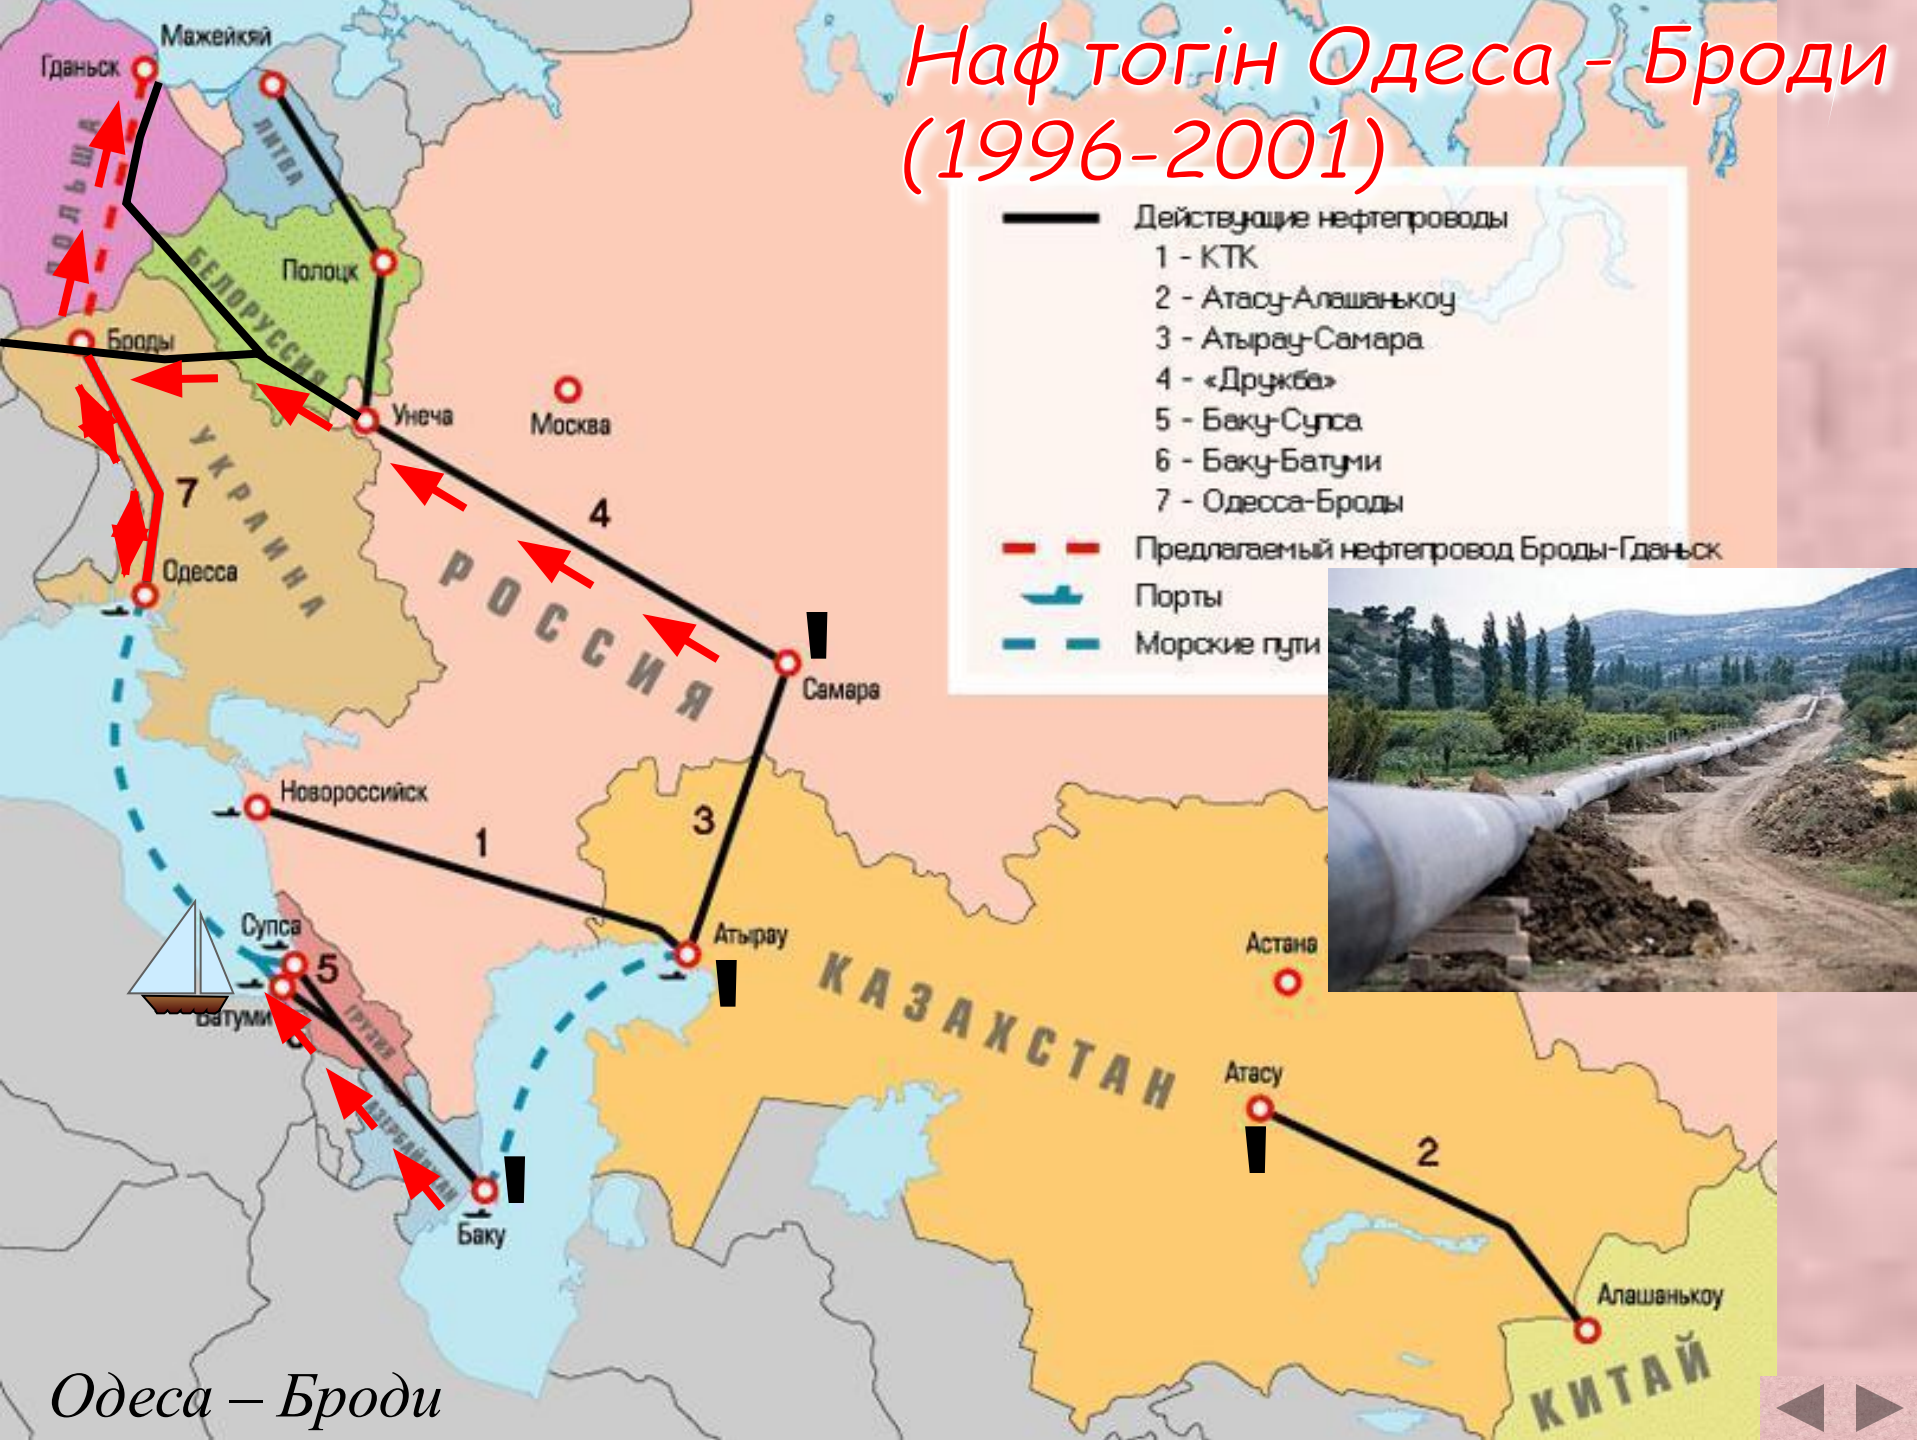 Наф тогін Одеса - Броди
(1996-2001)
Мажейкяй
Гданьск
ЛИТВА
ПОЛЬША
БЕЛОРУССИЯ
Полоцк
Броды
Унеча
Москва
УКРАИНА
7
4
Одесса
РОССИЯ
Самара
Новороссийск
1
3
Супса
5
Атырау
Батуми
6
ГРУЗИЯ
АЗЕРБАЙДЖАН
Баку
КАЗАХСТАН
Астана
Атасу
2
Алашанькоу
КИТАЙ
Действующие нефтепроводы
1 - КТК
2 - Атасу-Алашанькоу
3 - Атырау-Самара
4 - «Дружба»
5 - Баку-Супса
6 - Баку-Батуми
7 - Одесса-Броды
Предлагаемый нефтепровод Броды-Гданьск
Порты
Морские пути
Одеса – Броди